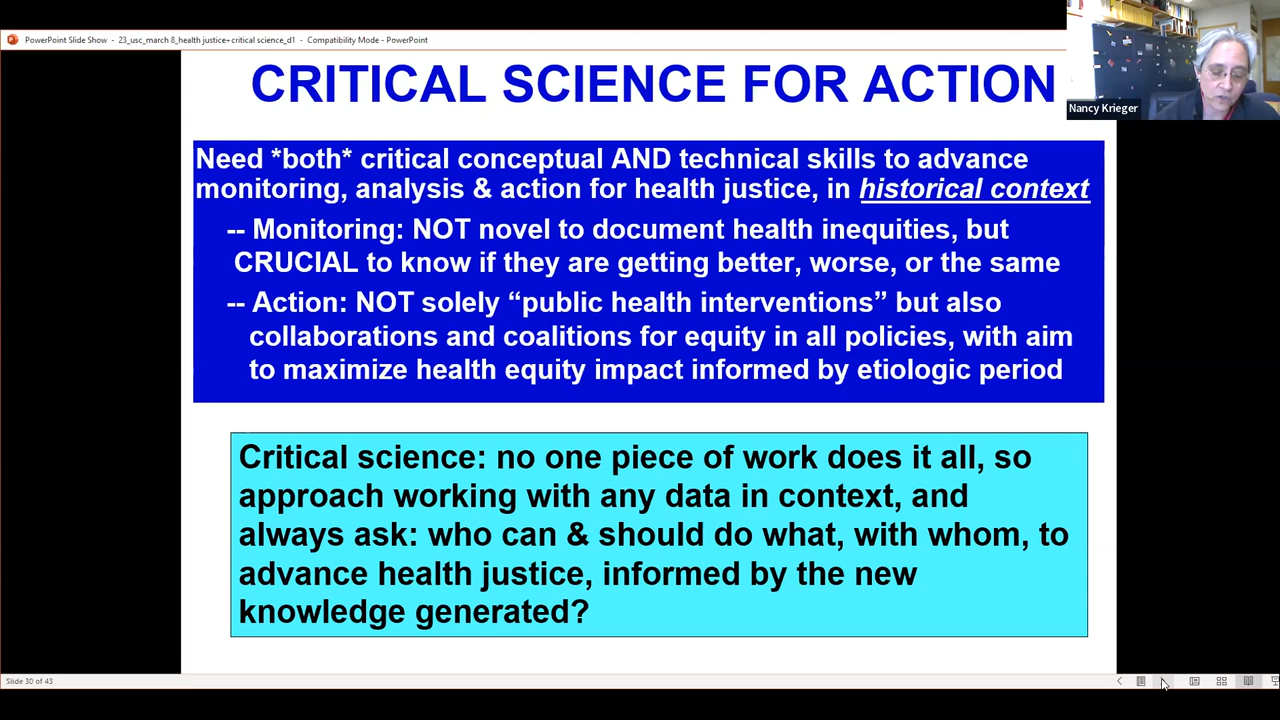 PowerPoint Slide Show - 23_usc_march 8_health justice+critical science_d1 - Compatibility Mode - PowerPoint
CRITICAL SCIENCE FOR ACTION
Nancy Krieger
Need *both* critical conceptual AND technical skills to advance
monitoring, analysis & action for health justice, in historical context
-- Monitoring: NOT novel to document health inequities, but
CRUCIAL to know if they are getting better, worse, or the same
-- Action: NOT solely “public health interventions” but also
collaborations and coalitions for equity in all policies, with aim
to maximize health equity impact informed by etiologic period
Critical science: no one piece of work does it all, so
approach working with any data in context, and
always ask: who can & should do what, with whom, to
advance health justice, informed by the new
knowledge generated?
Slide 30 of 43